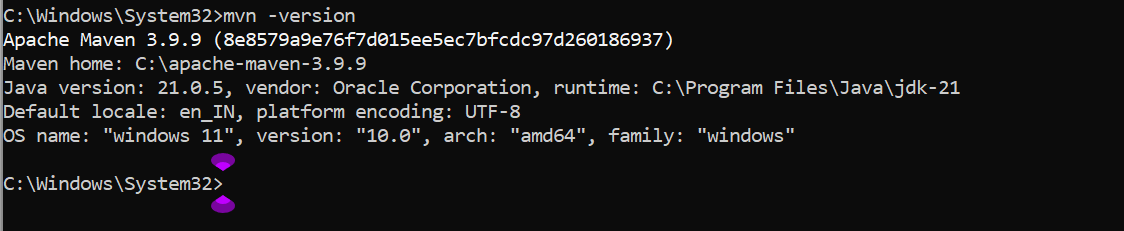 C:\Windows\System32>mvn -version
Apache Maven 3.9.9 (8e8579a9e76f7d015ee5ec7bfcdc97d260186937)
Maven home: C:\apache-maven-3.9.9
Java version: 21.0.5, vendor: Oracle Corporation, runtime: C:\Program Files\Java\jdk-21
Default locale: en_IN, platform encoding: UTF-8
OS name: "windows 11", version: "10.0", arch: "amd64", family: "windows"
C:\Windows\System32>